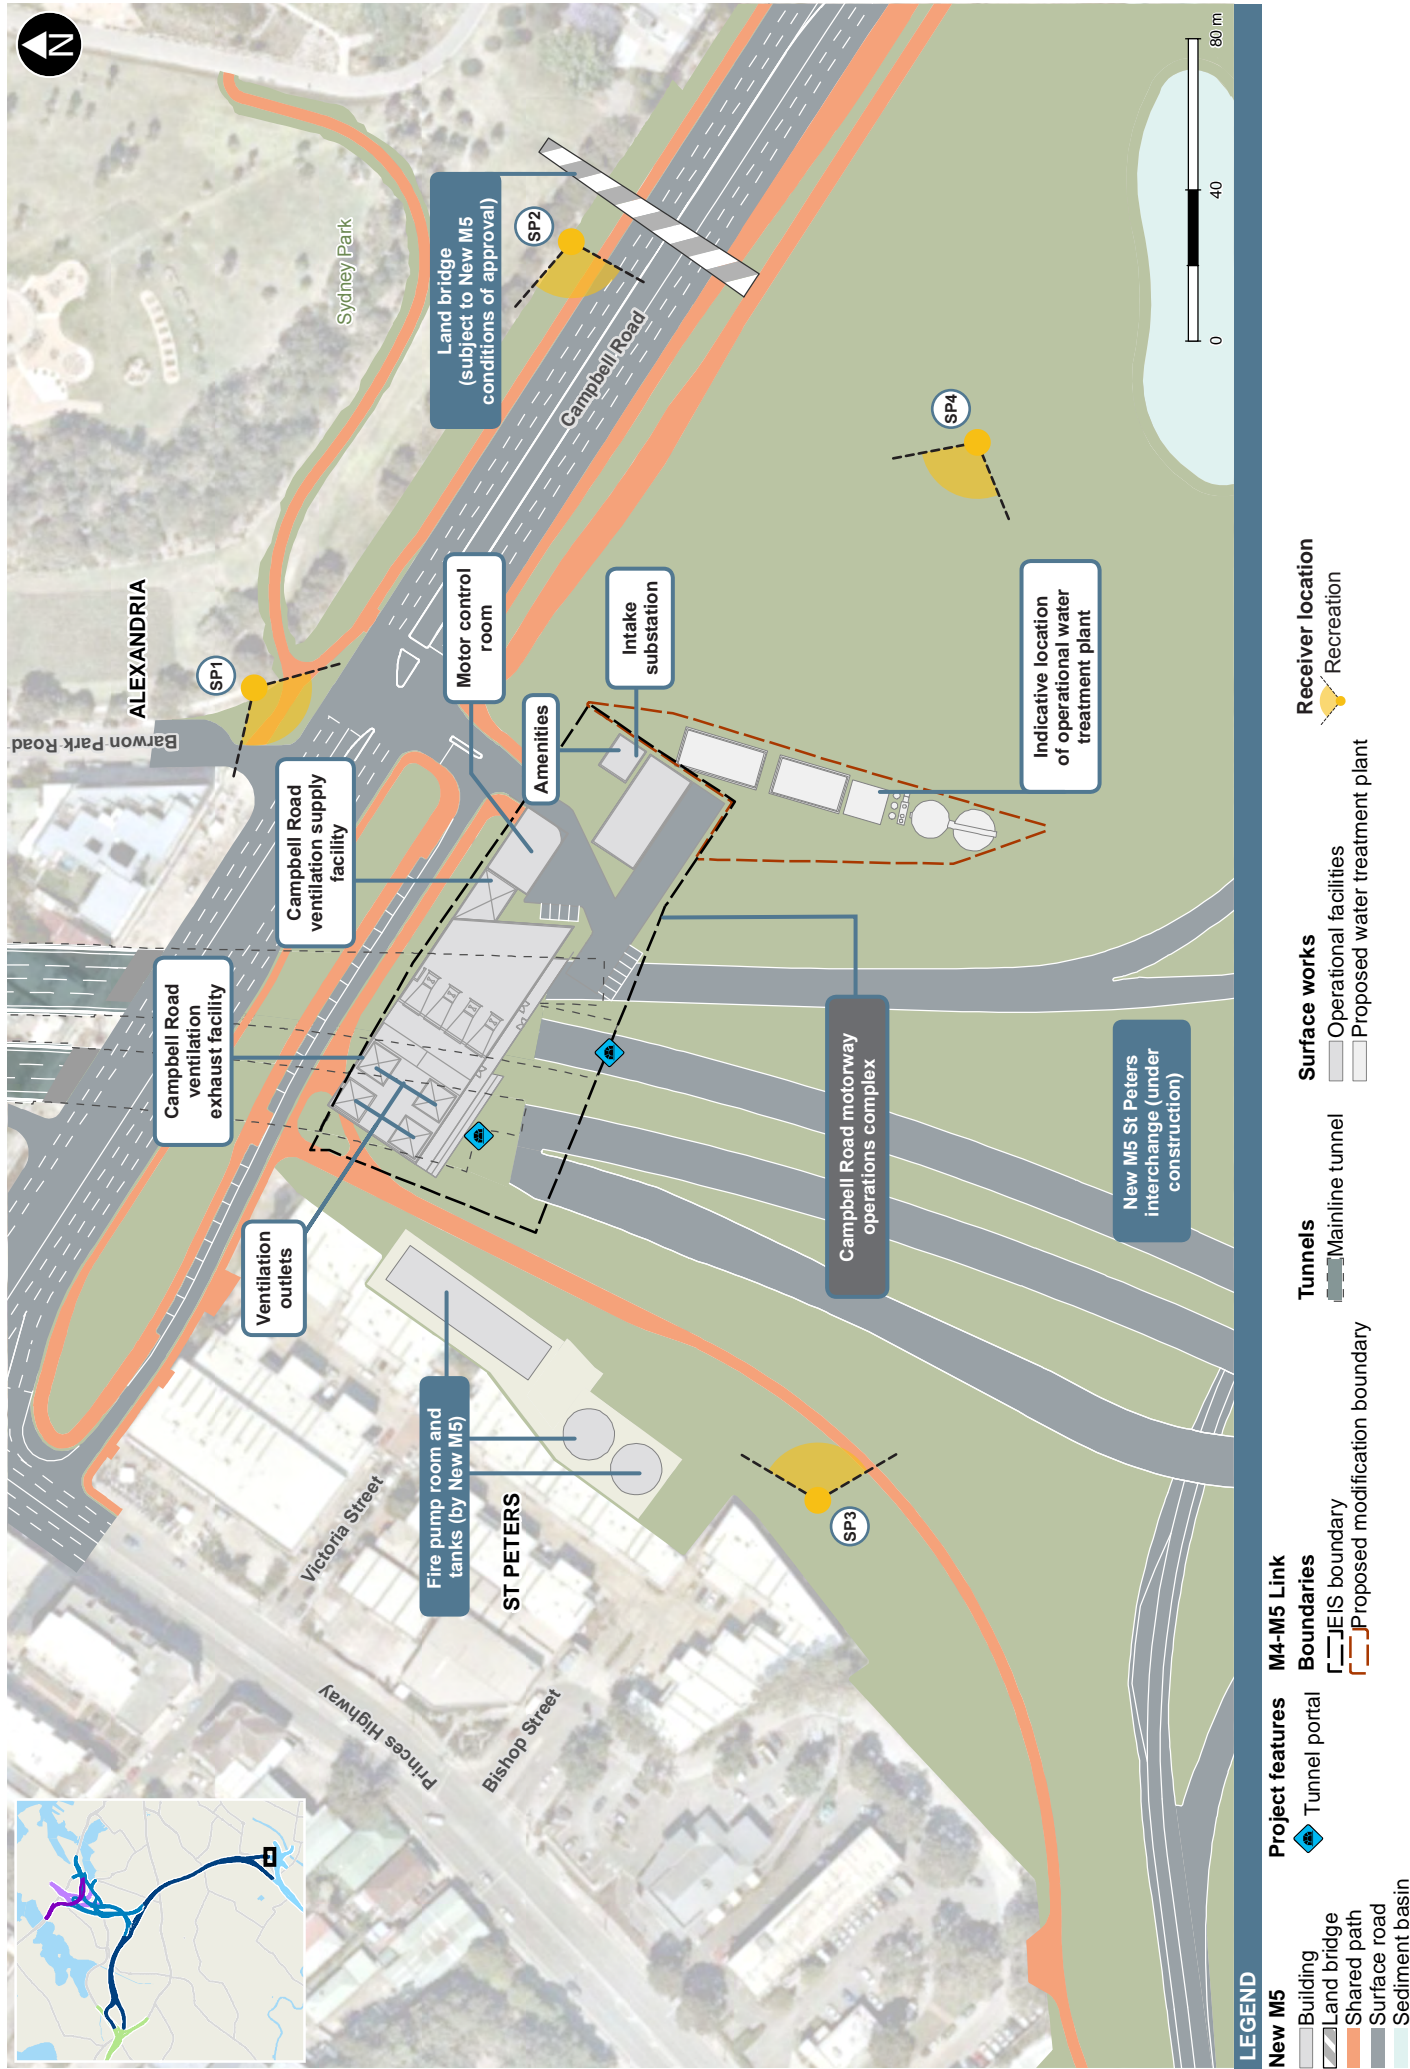 N
ALEXANDRIA
Barwon Park Road
SP1
Sydney Park
Land bridge
(subject to New M5
conditions of approval)
SP2
Campbell Road
Motor control
room
Intake
substation
Amenities
Campbell Road
ventilation supply
facility
Campbell Road
ventilation
exhaust facility
Ventilation
outlets
Fire pump room and
tanks (by New M5)
Victoria Street
ST PETERS
Princes Highway
Bishop Street
SP3
SP4
Indicative location
of operational water
treatment plant
Campbell Road motorway
operations complex
New M5 St Peters
interchange (under
construction)
0
40
80 m
LEGEND
New M5
Building
Land bridge
Shared path
Surface road
Sediment basin
Project features
Tunnel portal
M4-M5 Link
Boundaries
EIS boundary
Proposed modification boundary
Tunnels
Mainline tunnel
Surface works
Operational facilities
Proposed water treatment plant
Receiver location
Recreation